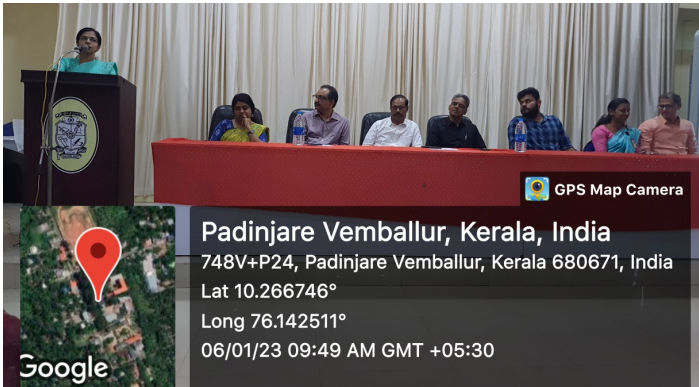 GPS Map Camera
Padinjare Vemballur, Kerala, India
748V+P24, Padinjare Vemballur, Kerala 680671, India
Lat 10.266746°
Long 76.142511°
06/01/23 09:49 AM GMT +05:30
Google